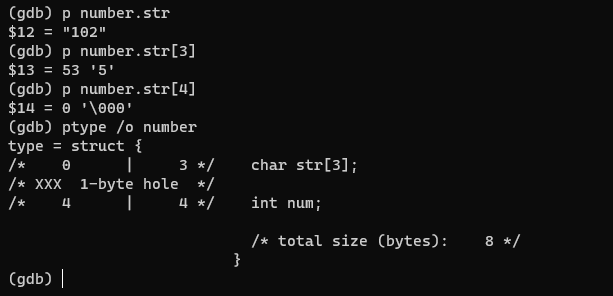 (gdb) p number.str
$12 = "102"
(gdb) p number.str[3]
$13 = 53 '5'
(gdb) p number.str[4]
$14 = 0 '\000'
(gdb) ptype /o number
type = struct {
/*    0      |     3 */    char str[3];
/* XXX  1-byte hole  */
/*    4      |     4 */    int num;
/* total size (bytes):    8 */
}
(gdb)